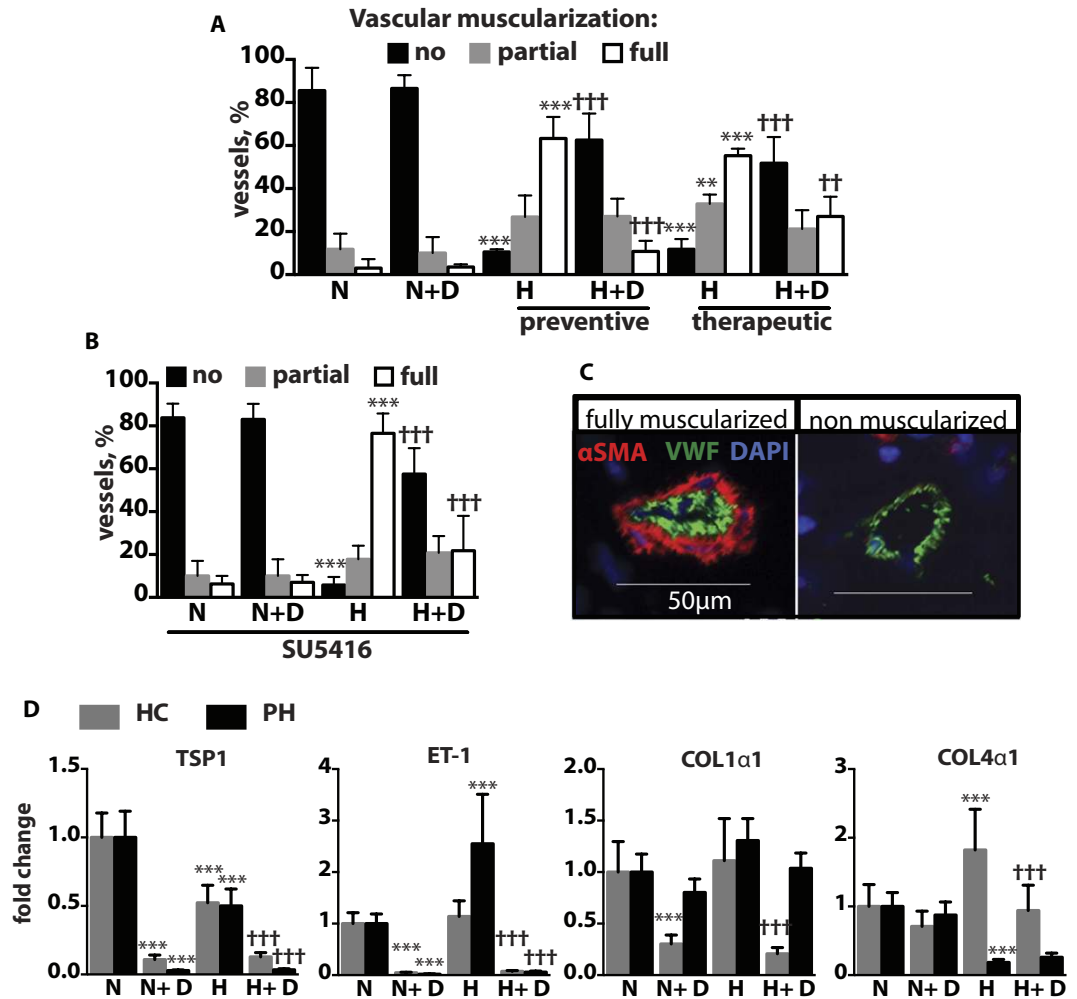 A
Vascular muscularization:
no partial full
vessels, %
100
80
60
40
20
0
*** *** ††† ††† *** ** *** ††† ††
N N+D H H+D H H+D
preventive therapeutic
B
no partial full
vessels, %
100
80
60
40
20
0
*** *** ††† †††
N N+D H H+D
SU5416
C
fully muscularized non muscularized
αSMA VWF DAPI
50µm
D
HC PH
fold change
TSP1
1.5
1.0
0.5
0.0
*** *** *** *** ††† †††
N N+ D H H+ D
ET-1
4
2
1
0
*** *** *** ††† †††
N N+ D H H+ D
COL1α1
2.0
1.5
1.0
0.5
0.0
*** †††
N N+ D H H+ D
COL4α1
3
2
1
0
*** *** †††
N N+ D H H+ D